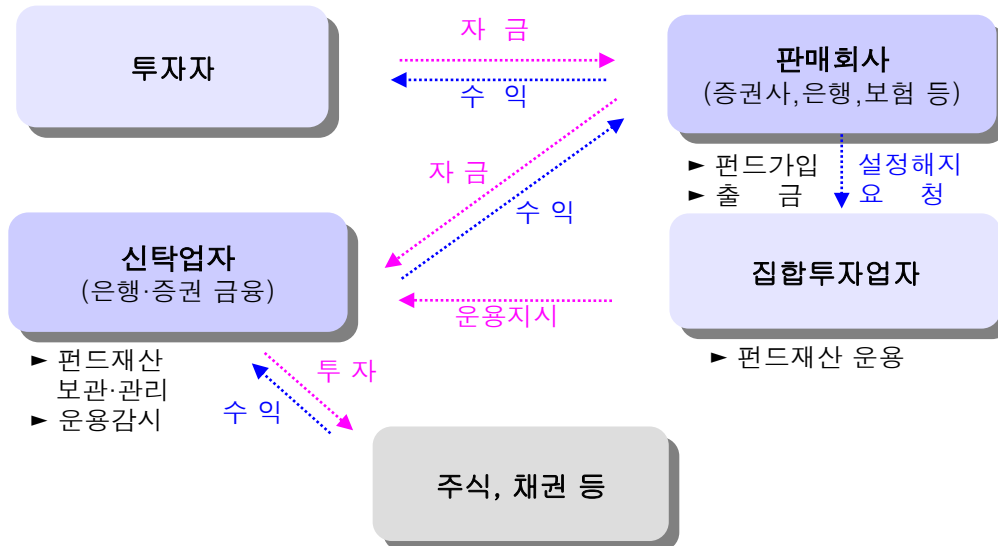 자 금
투자자
수 익
판매회사
(증권사,은행,보험 등)
► 펀드가입
► 출 금
설정해지
요 청
자 금
수 익
신탁업자
(은행·증권 금융)
집합투자업자
운용지시
► 펀드재산
보관·관리
► 운용감시
► 펀드재산 운용
투 자
수 익
주식, 채권 등